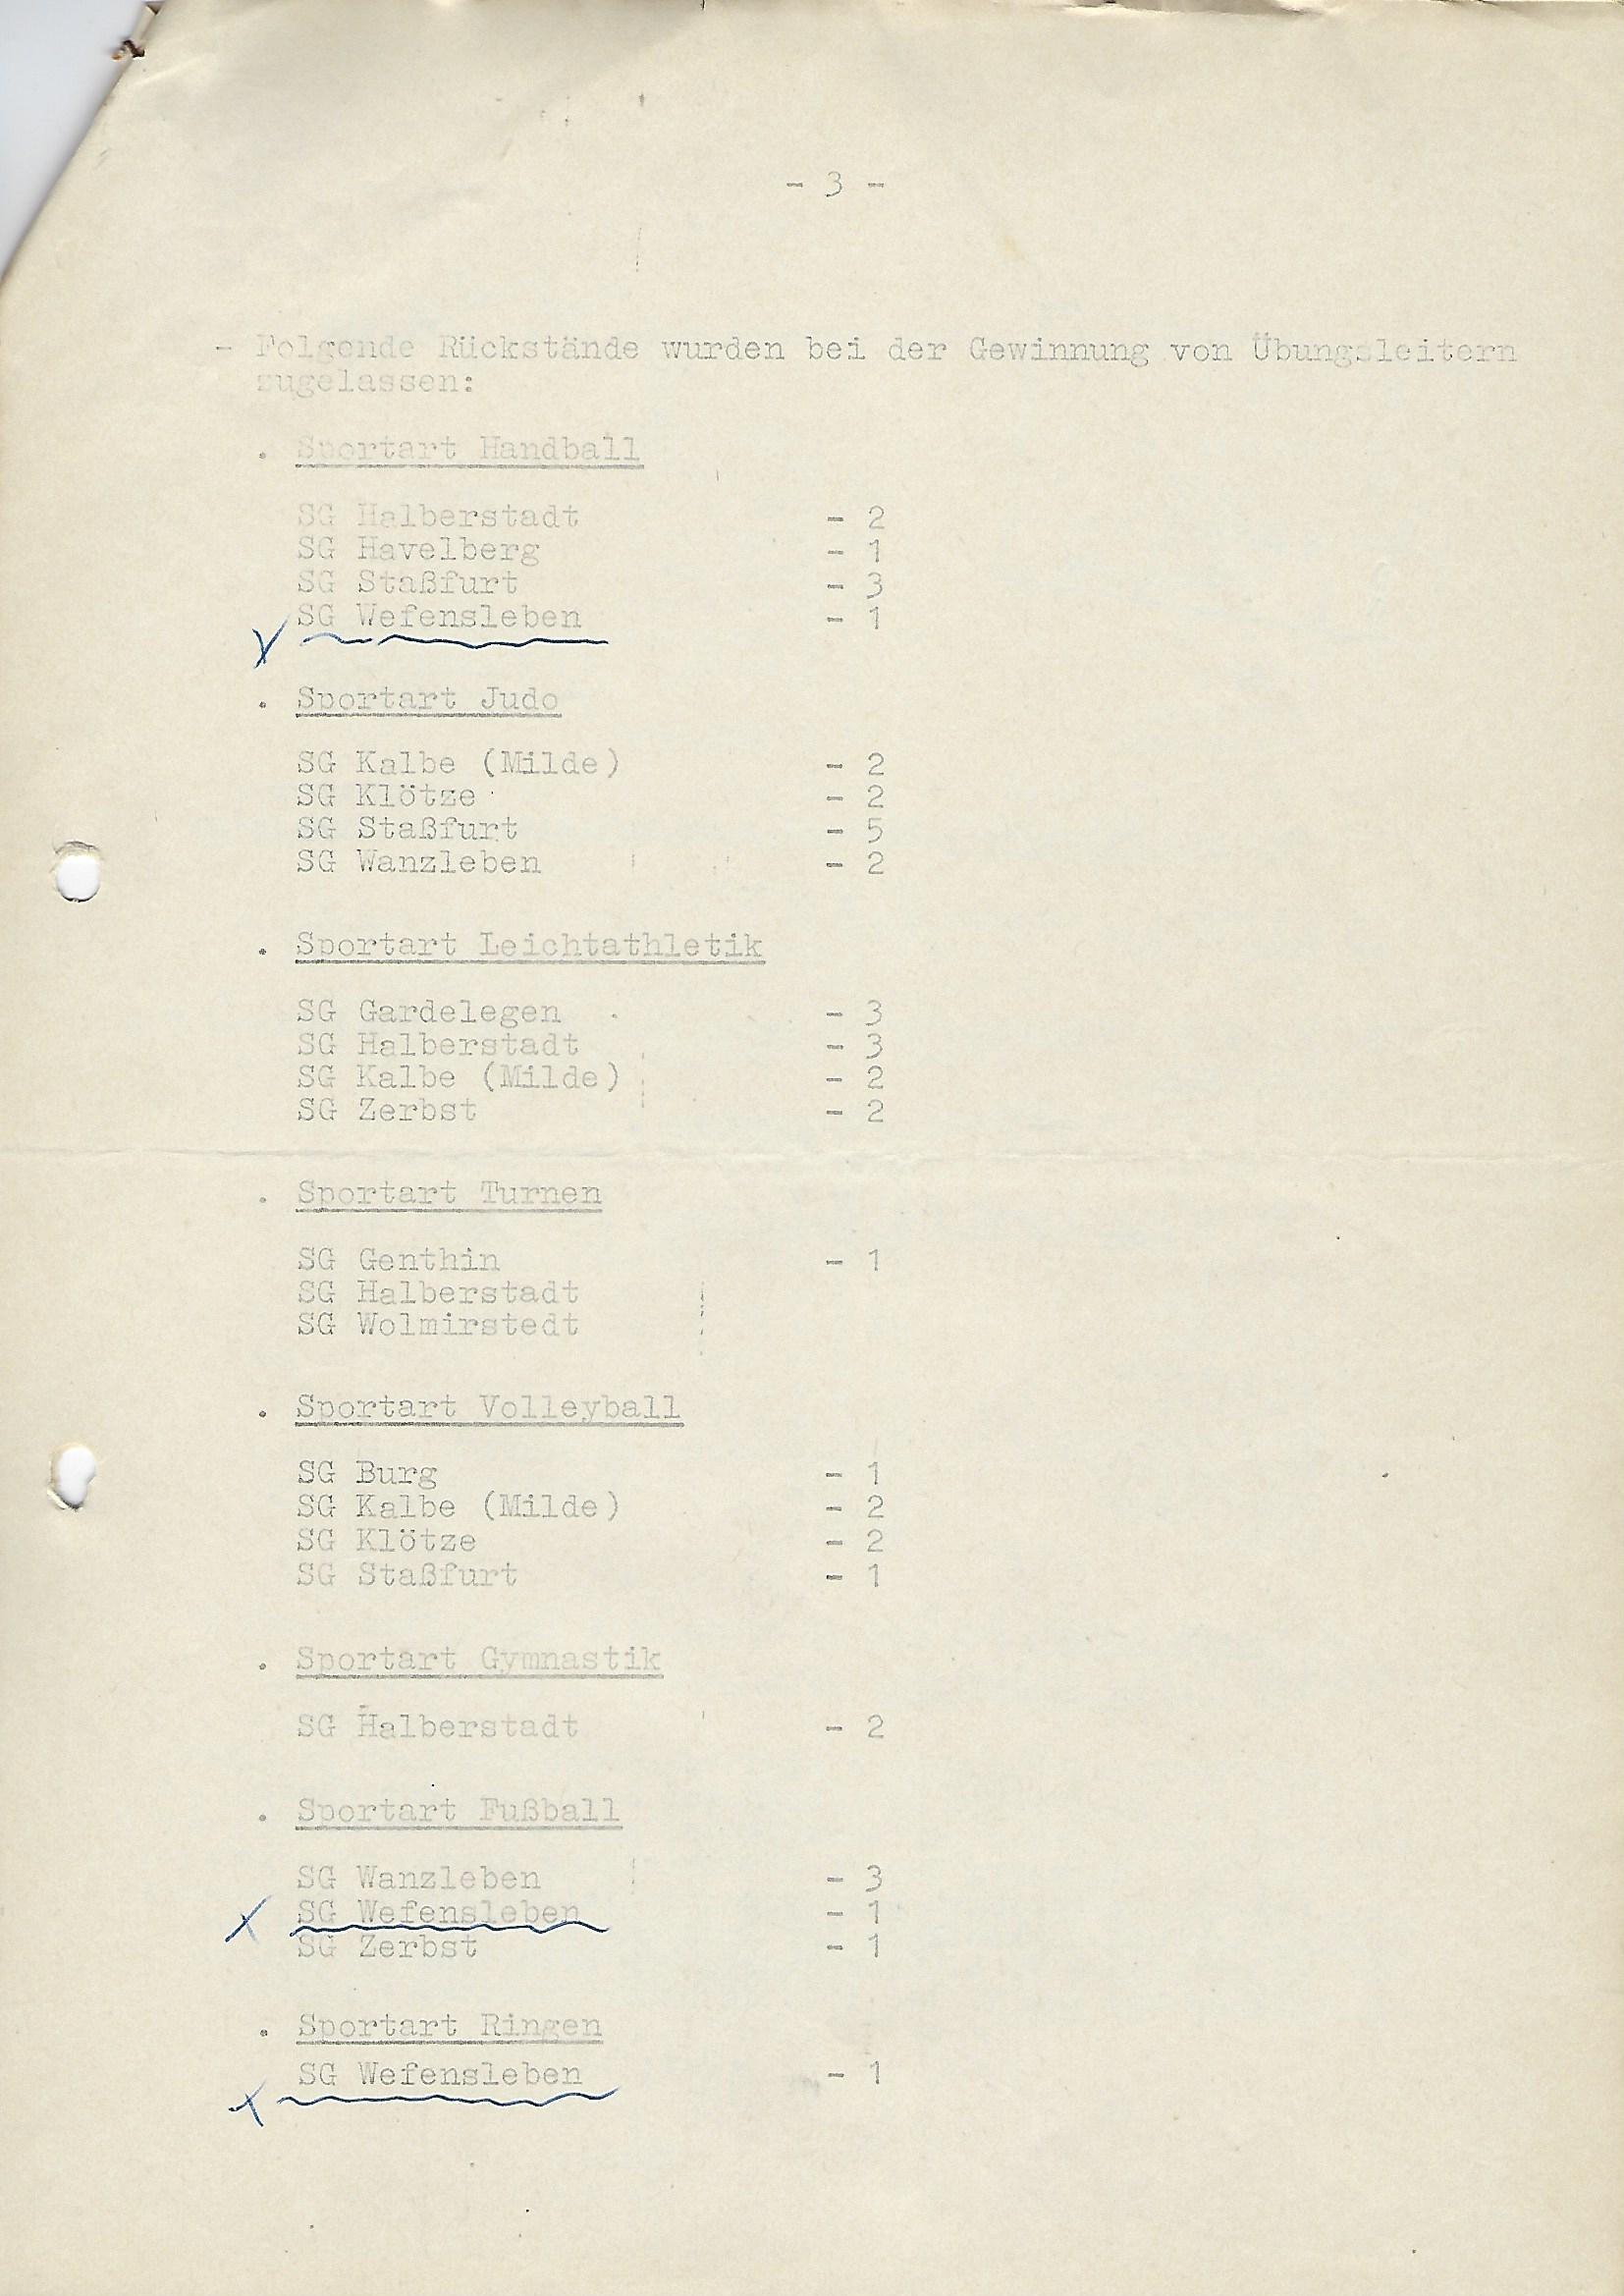 - 3 -
- Folgende Rückstände wurden bei der Gewinnung von Übungsleitern
zugelassen:
. Sportart Handball
SG Halberstadt - 2
SG Havelberg - 1
SG Staßfurt - 3
SG Wefensleben - 1
. Sportart Judo
SG Kalbe (Milde) - 2
SG Klötze - 2
SG Staßfurt - 5
SG Wanzleben - 2
. Sportart Leichtathletik
SG Gardelegen - 3
SG Halberstadt - 3
SG Kalbe (Milde) - 2
SG Zerbst - 2
. Sportart Turnen
SG Genthin - 1
SG Halberstadt
SG Wolmirstedt
. Sportart Volleyball
SG Burg - 1
SG Kalbe (Milde) - 2
SG Klötze - 2
SG Staßfurt - 1
. Sportart Gymnastik
SG Halberstadt - 2
. Sportart Fußball
SG Wanzleben - 3
SG Wefensleben - 1
SG Zerbst - 1
. Sportart Ringen
SG Wefensleben - 1